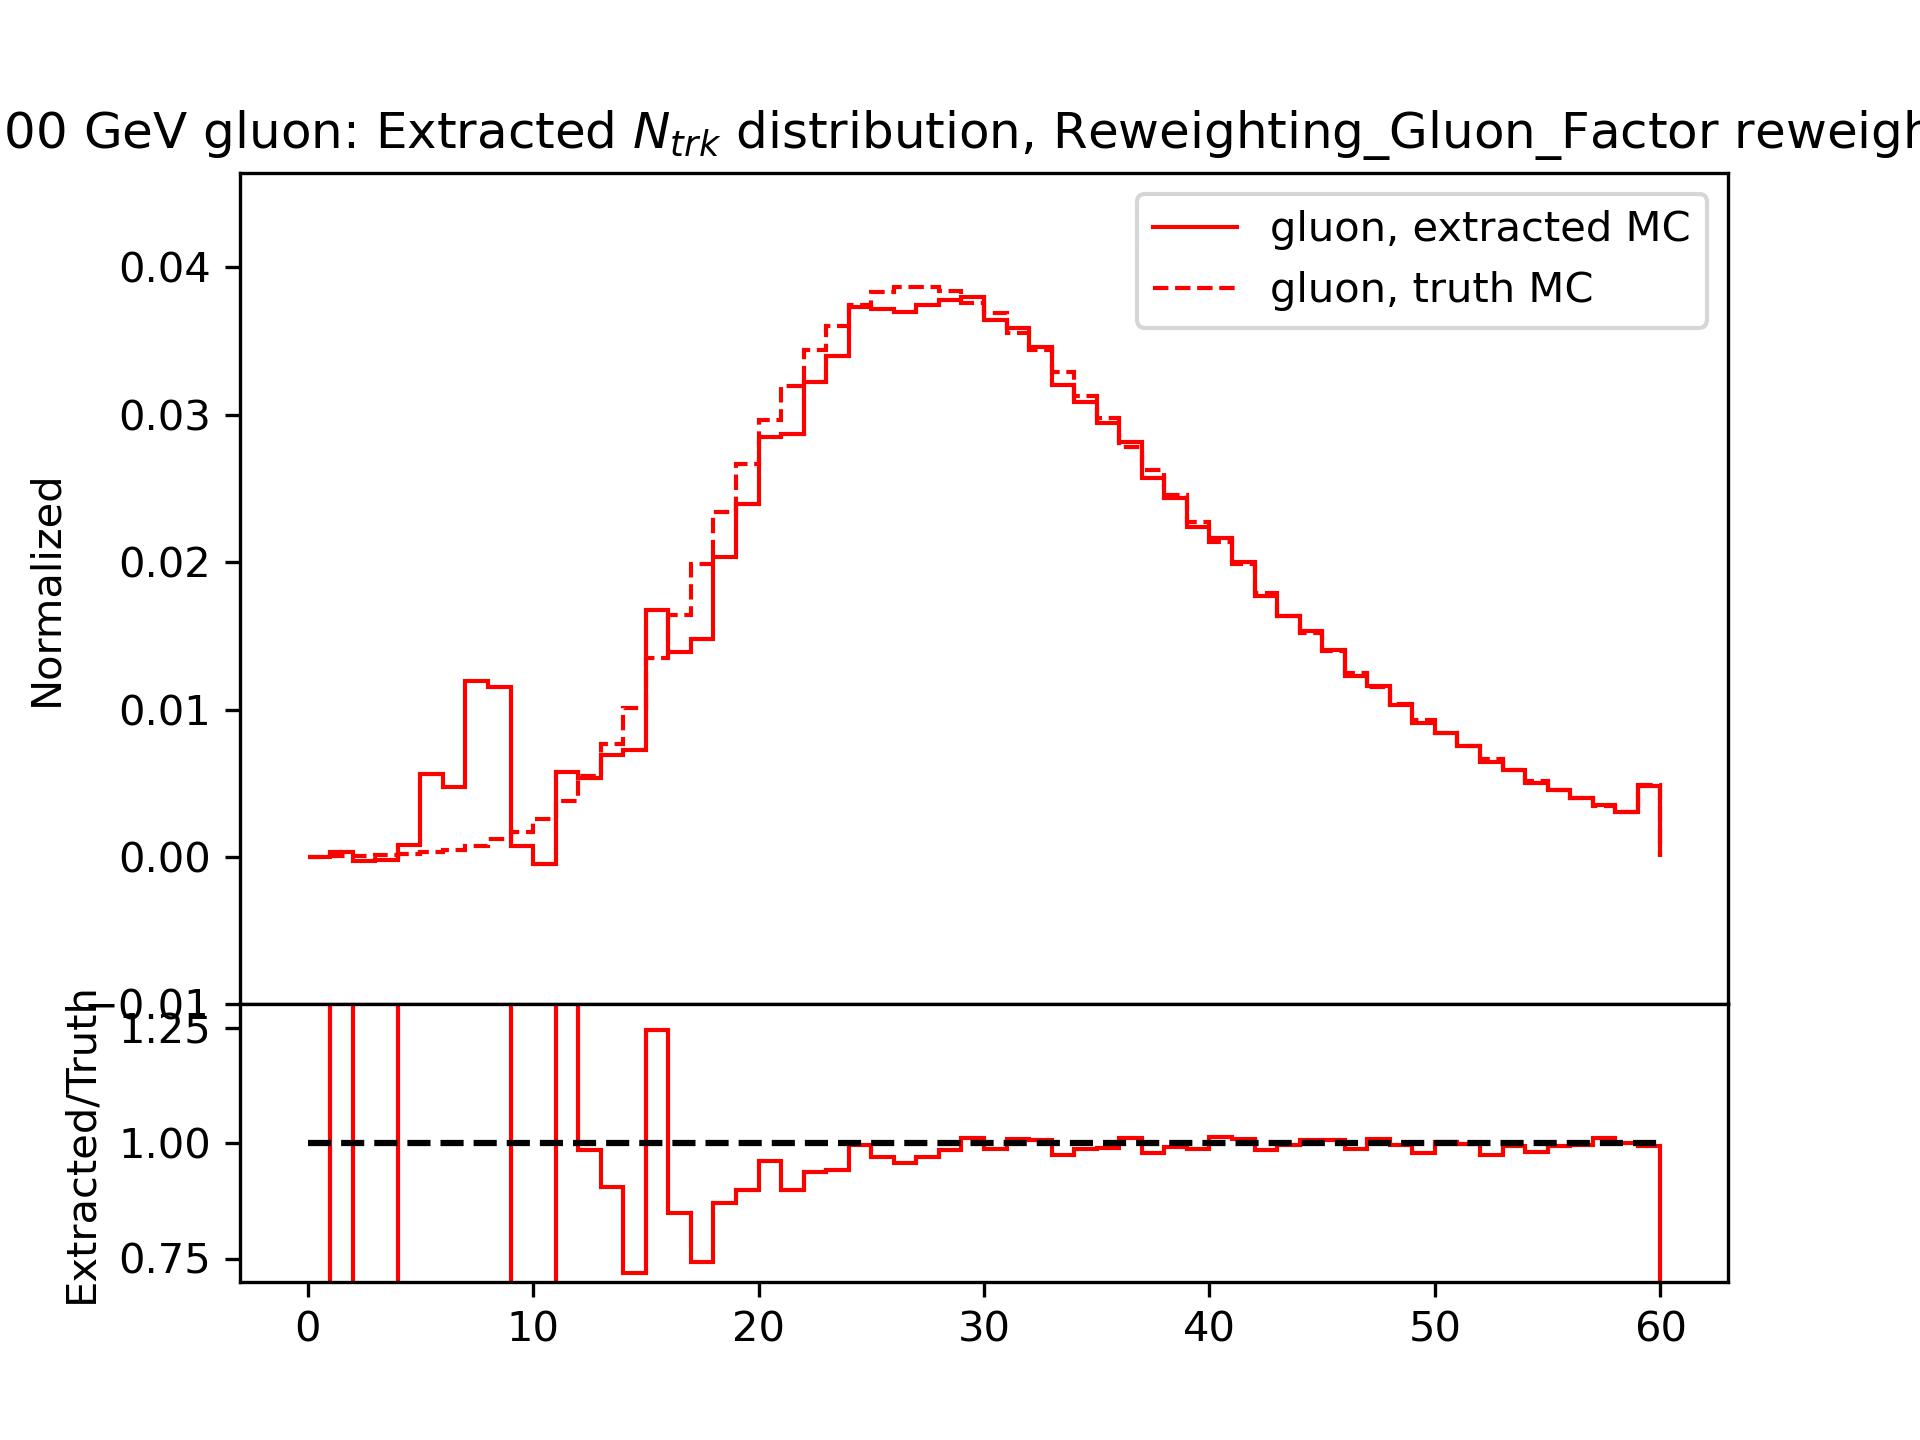 00 GeV gluon: Extracted N_trk distribution, Reweighting_Gluon_Factor reweigh
gluon, extracted MC
gluon, truth MC
Normalized
0.04
0.03
0.02
0.01
0.00
−0.01
Extracted/Truth
1.25
1.00
0.75
0 10 20 30 40 50 60